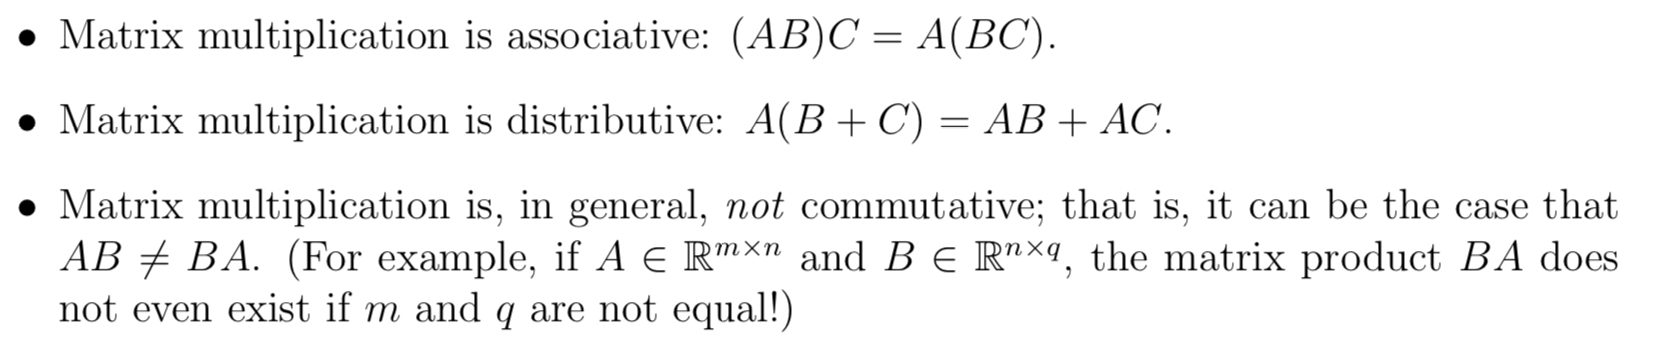 • Matrix multiplication is associative: (AB)C = A(BC).
• Matrix multiplication is distributive: A(B + C) = AB + AC.
• Matrix multiplication is, in general, not commutative; that is, it can be the case that
AB ≠ BA. (For example, if A ∈ ℝ^{m×n} and B ∈ ℝ^{n×q}, the matrix product BA does
not even exist if m and q are not equal!)